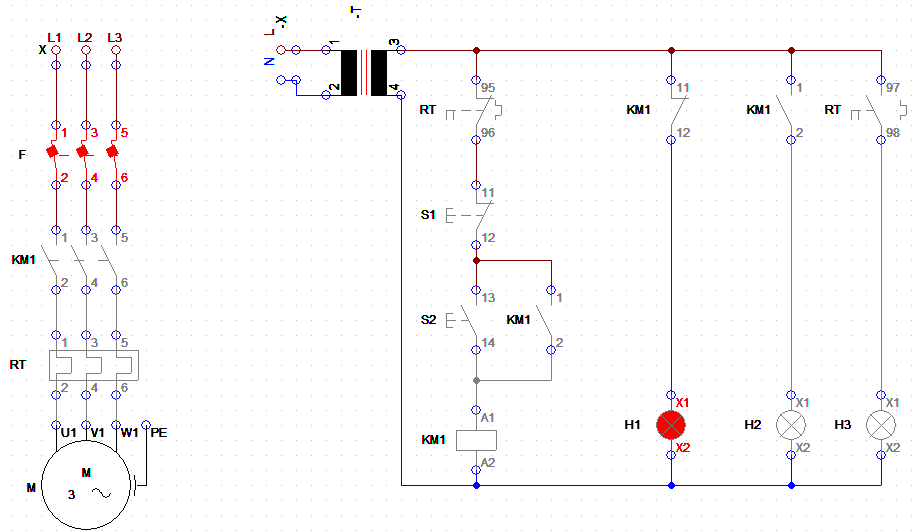 -T
L -X
L1 L2 L3
X
N
1 3
2 4
95 11 1 97
RT KM1 KM1 RT
96 12 2 98
1 3 5
F
2 4 6
11
S1
12
1 3 5
KM1
2 4 6
13 1
S2 KM1
14 2
1 3 5
RT
2 4 6
X1 X1 X1
A1
H1 H2 H3
U1 V1 W1 PE
KM1
X2 X2 X2
A2
M
M
3